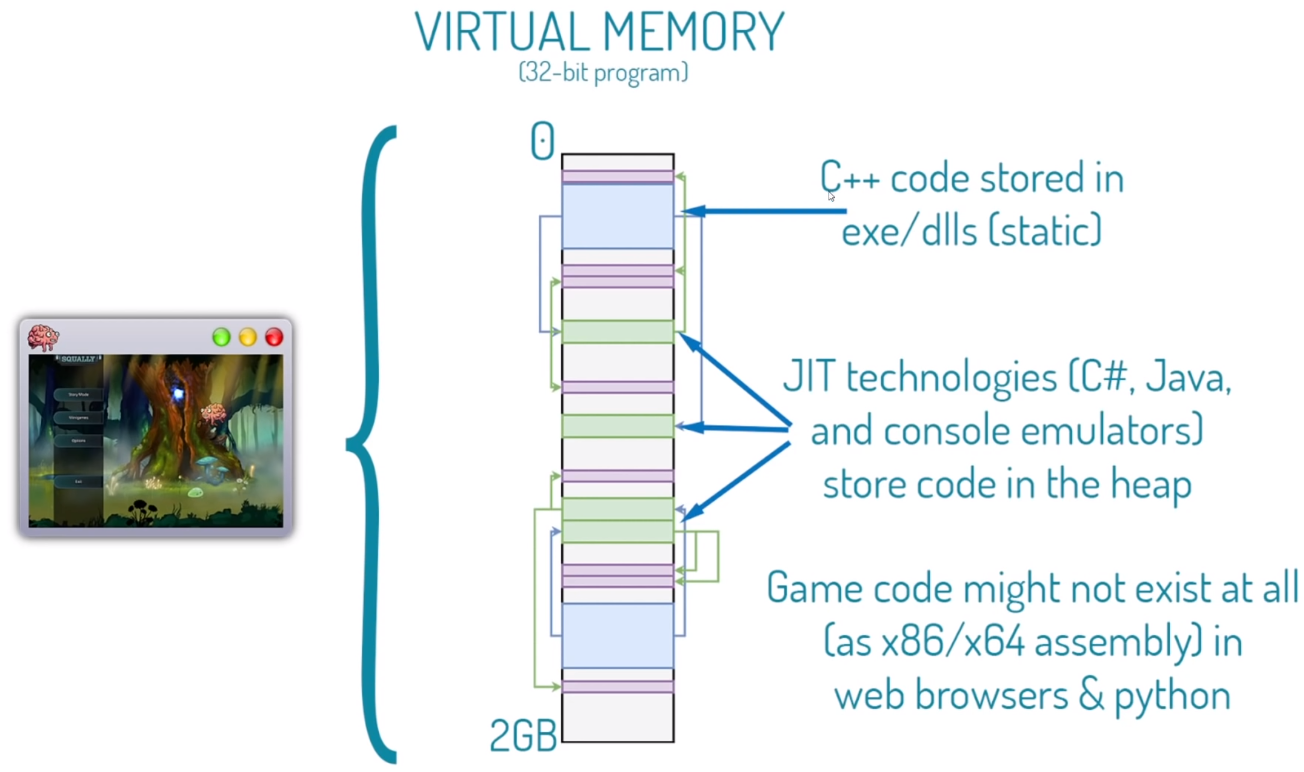 VIRTUAL MEMORY
(32-bit program)
0
C++ code stored in
exe/dlls (static)
SQUALLY
Story Mode
Options
Exit
JIT technologies (C#, Java,
and console emulators)
store code in the heap
Game code might not exist at all
(as x86/x64 assembly) in
web browsers & python
2GB